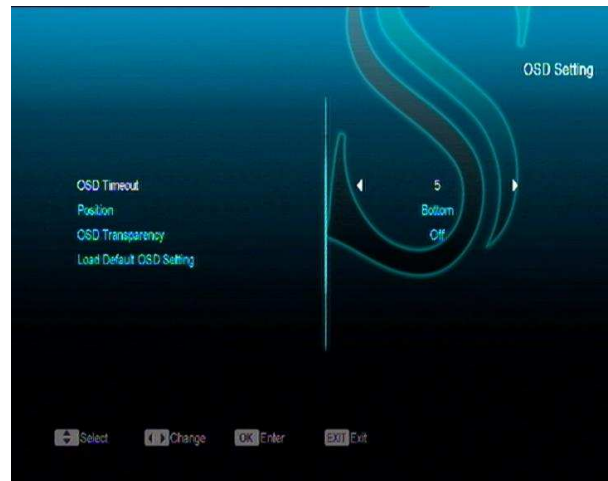 OSD Setting
OSD Timeout 5
Position Bottom
OSD Transparency Off
Load Default OSD Setting
Select Change OK Enter EXIT Exit